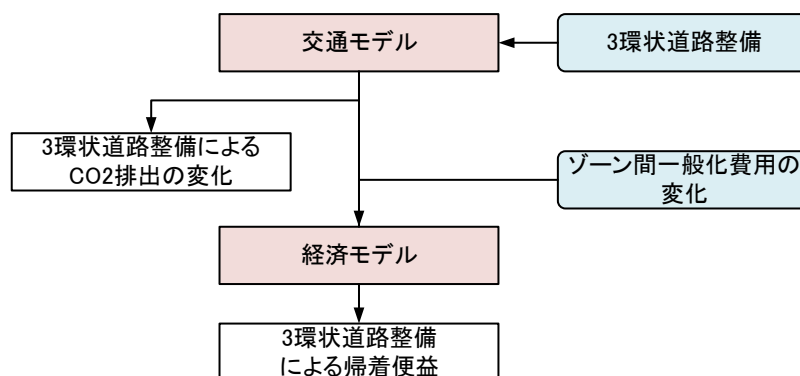 交通モデル
3環状道路整備
3環状道路整備による
CO2排出の変化
ゾーン間一般化費用の
変化
経済モデル
3環状道路整備
による帰着便益